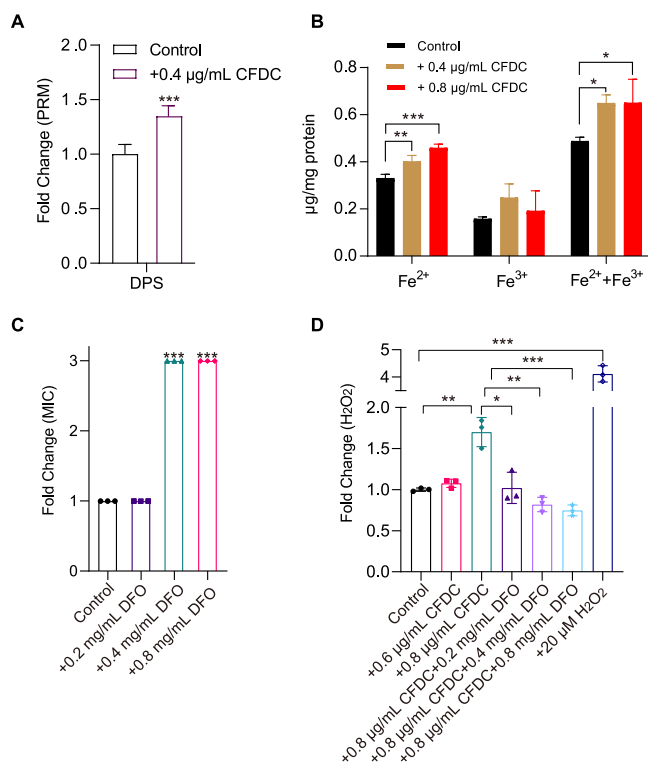 A
Control
+0.4 µg/mL CFDC
Fold Change (PRM)
2.0
1.5
1.0
0.5
0.0
***
DPS
B
Control
+ 0.4 µg/mL CFDC
+ 0.8 µg/mL CFDC
µg/mg protein
0.8
0.6
0.4
0.2
0.0
***
**
*
*
Fe²⁺
Fe³⁺
Fe²⁺+Fe³⁺
C
Fold Change (MIC)
3
2
1
0
*** ***
Control
+0.2 mg/mL DFO
+0.4 mg/mL DFO
+0.8 mg/mL DFO
D
Fold Change (H₂O₂)
5
4
3
2.0
1.5
1.0
0.5
0.0
***
***
**
** *
Control
+0.6 µg/mL CFDC
+0.8 µg/mL CFDC
+0.8 µg/mL CFDC+0.2 mg/mL DFO
+0.8 µg/mL CFDC+0.4 mg/mL DFO
+0.8 µg/mL CFDC+0.8 mg/mL DFO
+20 µM H₂O₂